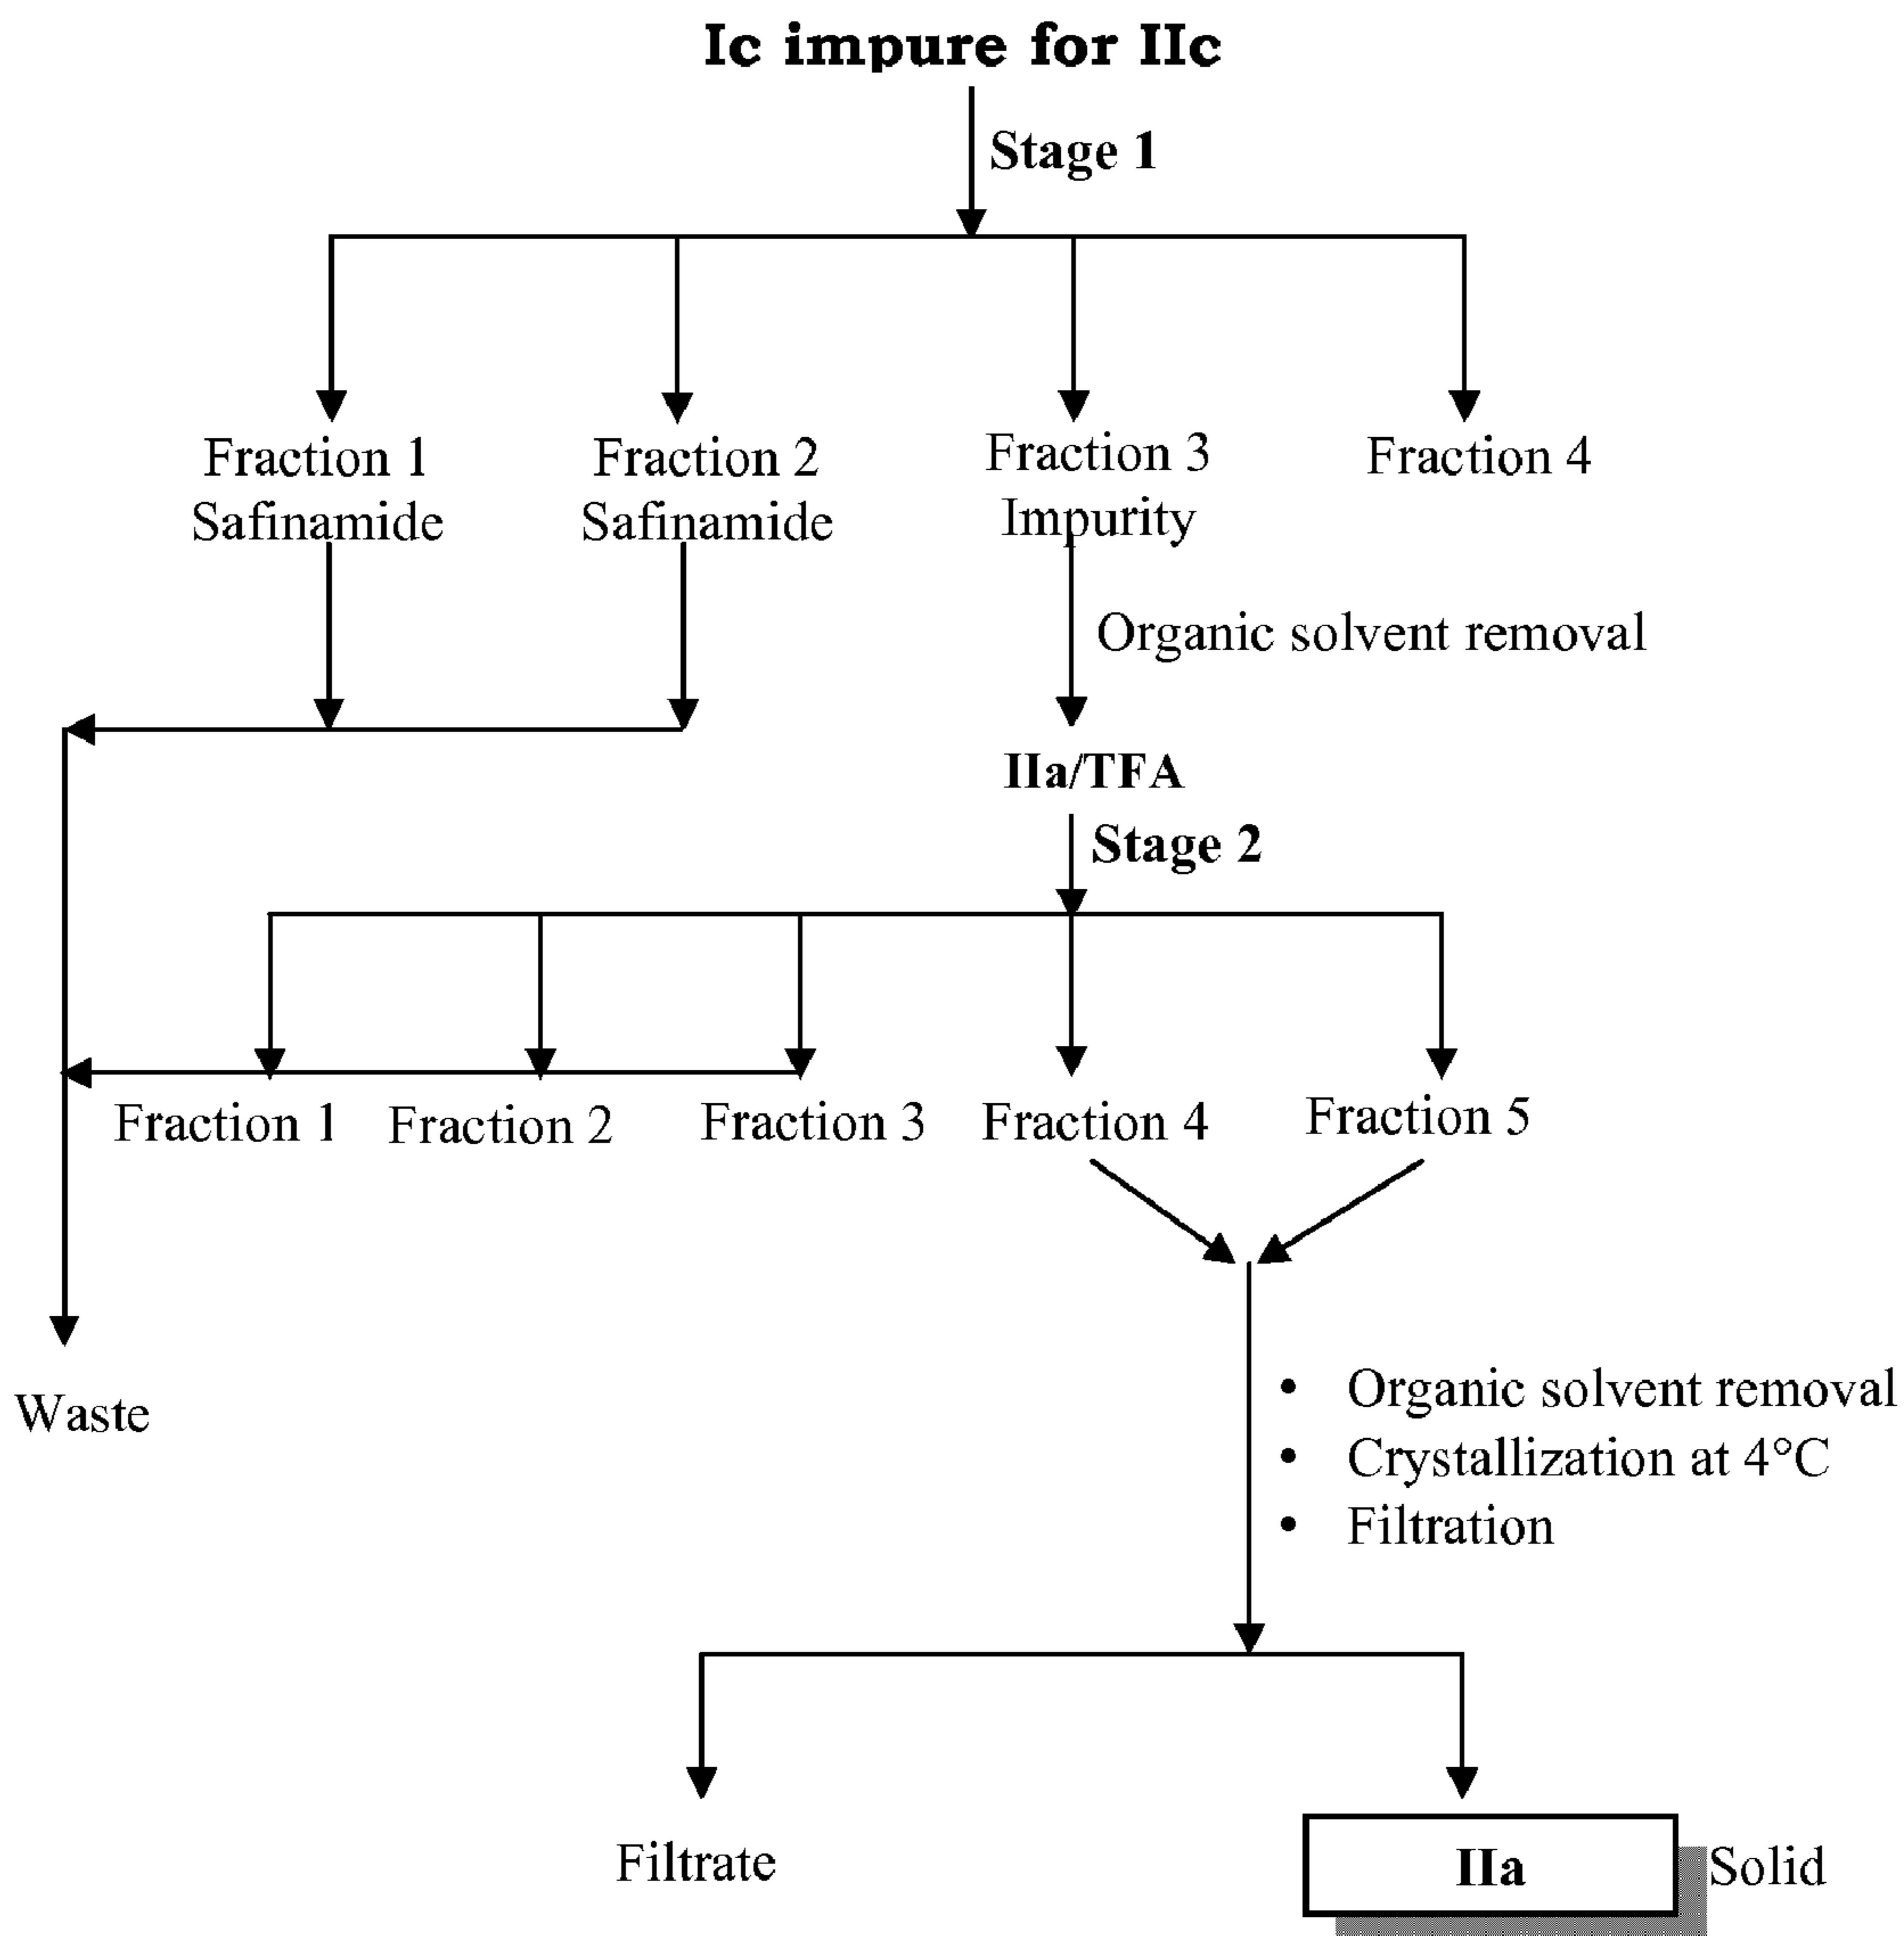 Ic impure for IIc
Stage 1
Fraction 1
Safinamide
Fraction 2
Safinamide
Fraction 3
Impurity
Fraction 4
Organic solvent removal
IIa/TFA
Stage 2
Fraction 1
Fraction 2
Fraction 3
Fraction 4
Fraction 5
Waste
• Organic solvent removal
• Crystallization at 4°C
• Filtration
Filtrate
IIa
Solid